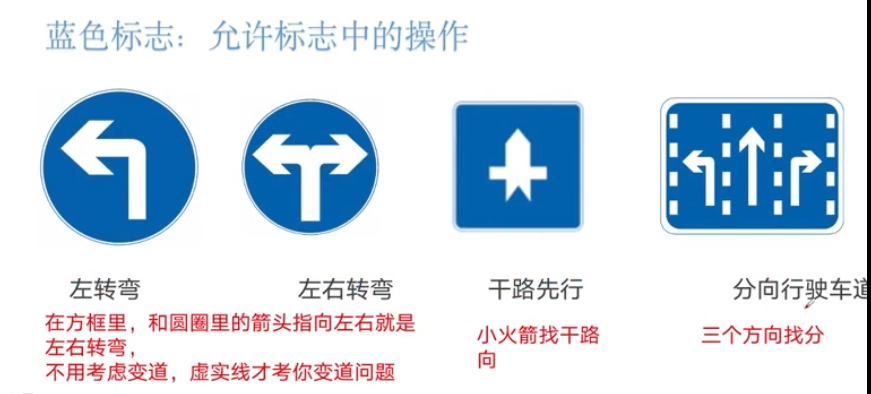 蓝色标志：允许标志中的操作
左转弯
左右转弯
干路先行
分向行驶车道
在方框里，和圆圈里的箭头指向左右就是
左右转弯，
不用考虑变道，虚实线才考你变道问题
小火箭找干路
向
三个方向找分